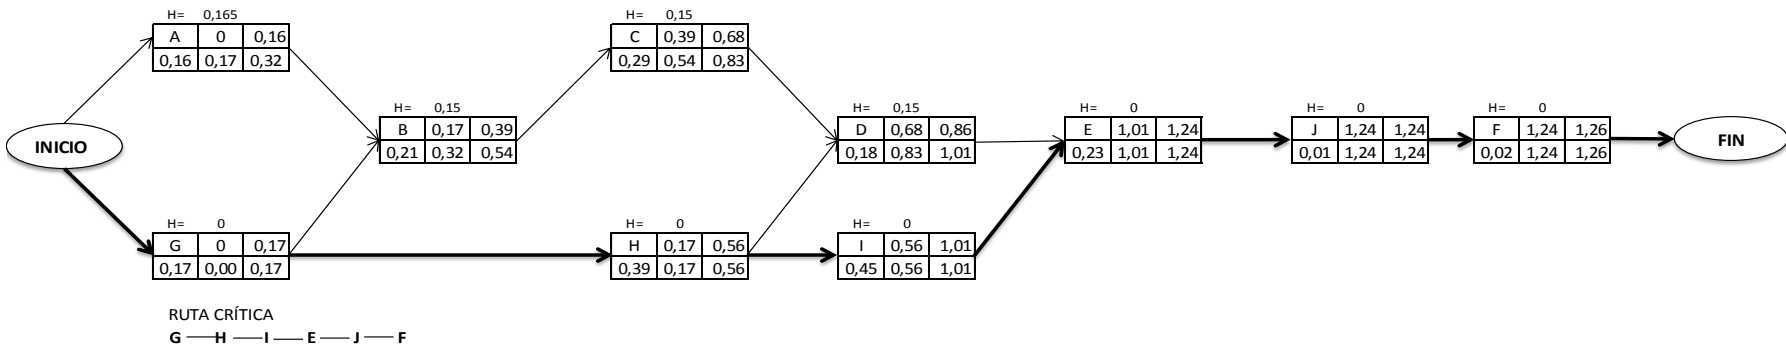 H= 0,165
A 0 0,16
0,16 0,17 0,32
H= 0,15
C 0,39 0,68
0,29 0,54 0,83
INICIO
H= 0,15
B 0,17 0,39
0,21 0,32 0,54
H= 0,15
D 0,68 0,86
0,18 0,83 1,01
H= 0
E 1,01 1,24
0,23 1,01 1,24
H= 0
J 1,24 1,24
0,01 1,24 1,24
H= 0
F 1,24 1,26
0,02 1,24 1,26
FIN
H= 0
G 0 0,17
0,17 0,00 0,17
H= 0
H 0,17 0,56
0,39 0,17 0,56
H= 0
I 0,56 1,01
0,45 0,56 1,01
RUTA CRÍTICA
G H I E J F